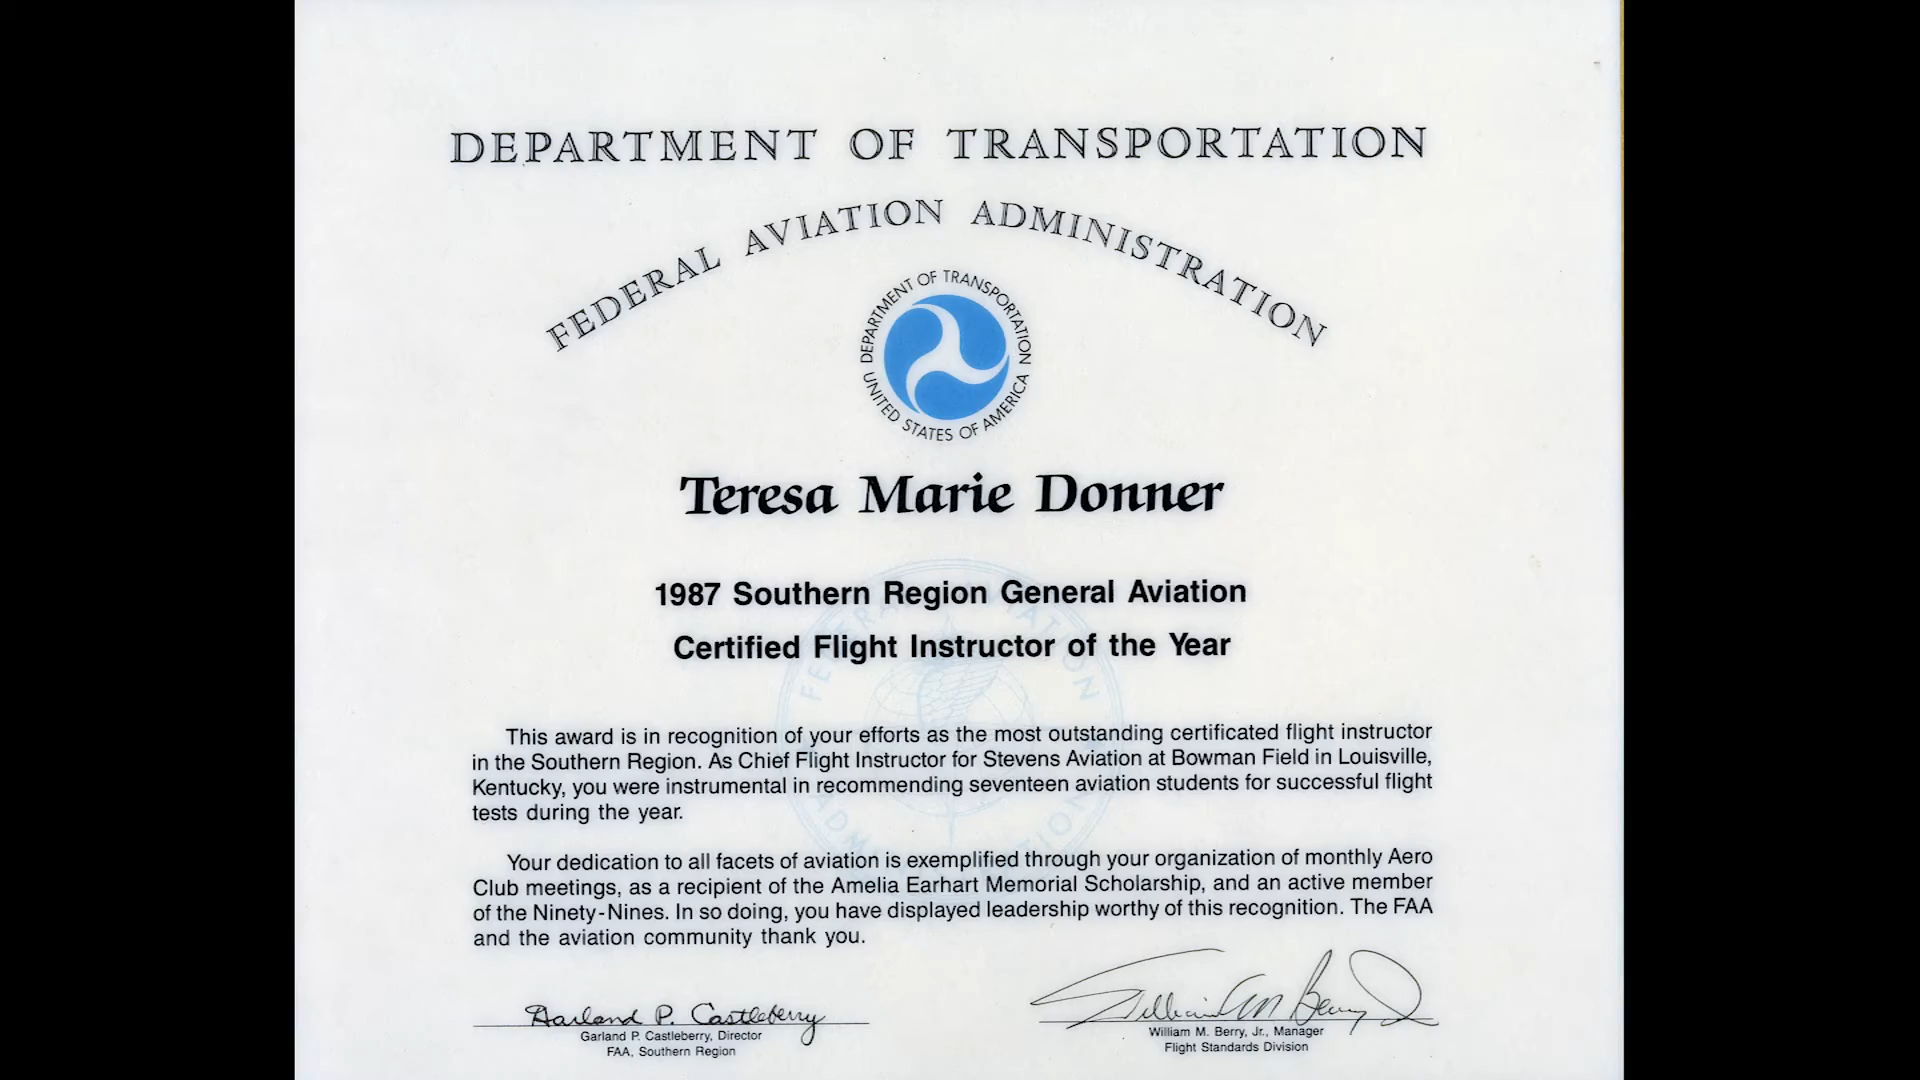 DEPARTMENT OF TRANSPORTATION
FEDERAL AVIATION ADMINISTRATION
DEPARTMENT OF TRANSPORTATION
UNITED STATES OF AMERICA
Teresa Marie Donner
1987 Southern Region General Aviation
Certified Flight Instructor of the Year
This award is in recognition of your efforts as the most outstanding certificated flight instructor
in the Southern Region. As Chief Flight Instructor for Stevens Aviation at Bowman Field in Louisville,
Kentucky, you were instrumental in recommending seventeen aviation students for successful flight
tests during the year.
Your dedication to all facets of aviation is exemplified through your organization of monthly Aero
Club meetings, as a recipient of the Amelia Earhart Memorial Scholarship, and an active member
of the Ninety-Nines. In so doing, you have displayed leadership worthy of this recognition. The FAA
and the aviation community thank you.
Garland P. Castleberry
Garland P. Castleberry, Director
FAA, Southern Region
William M Berry Jr
William M. Berry, Jr., Manager
Flight Standards Division